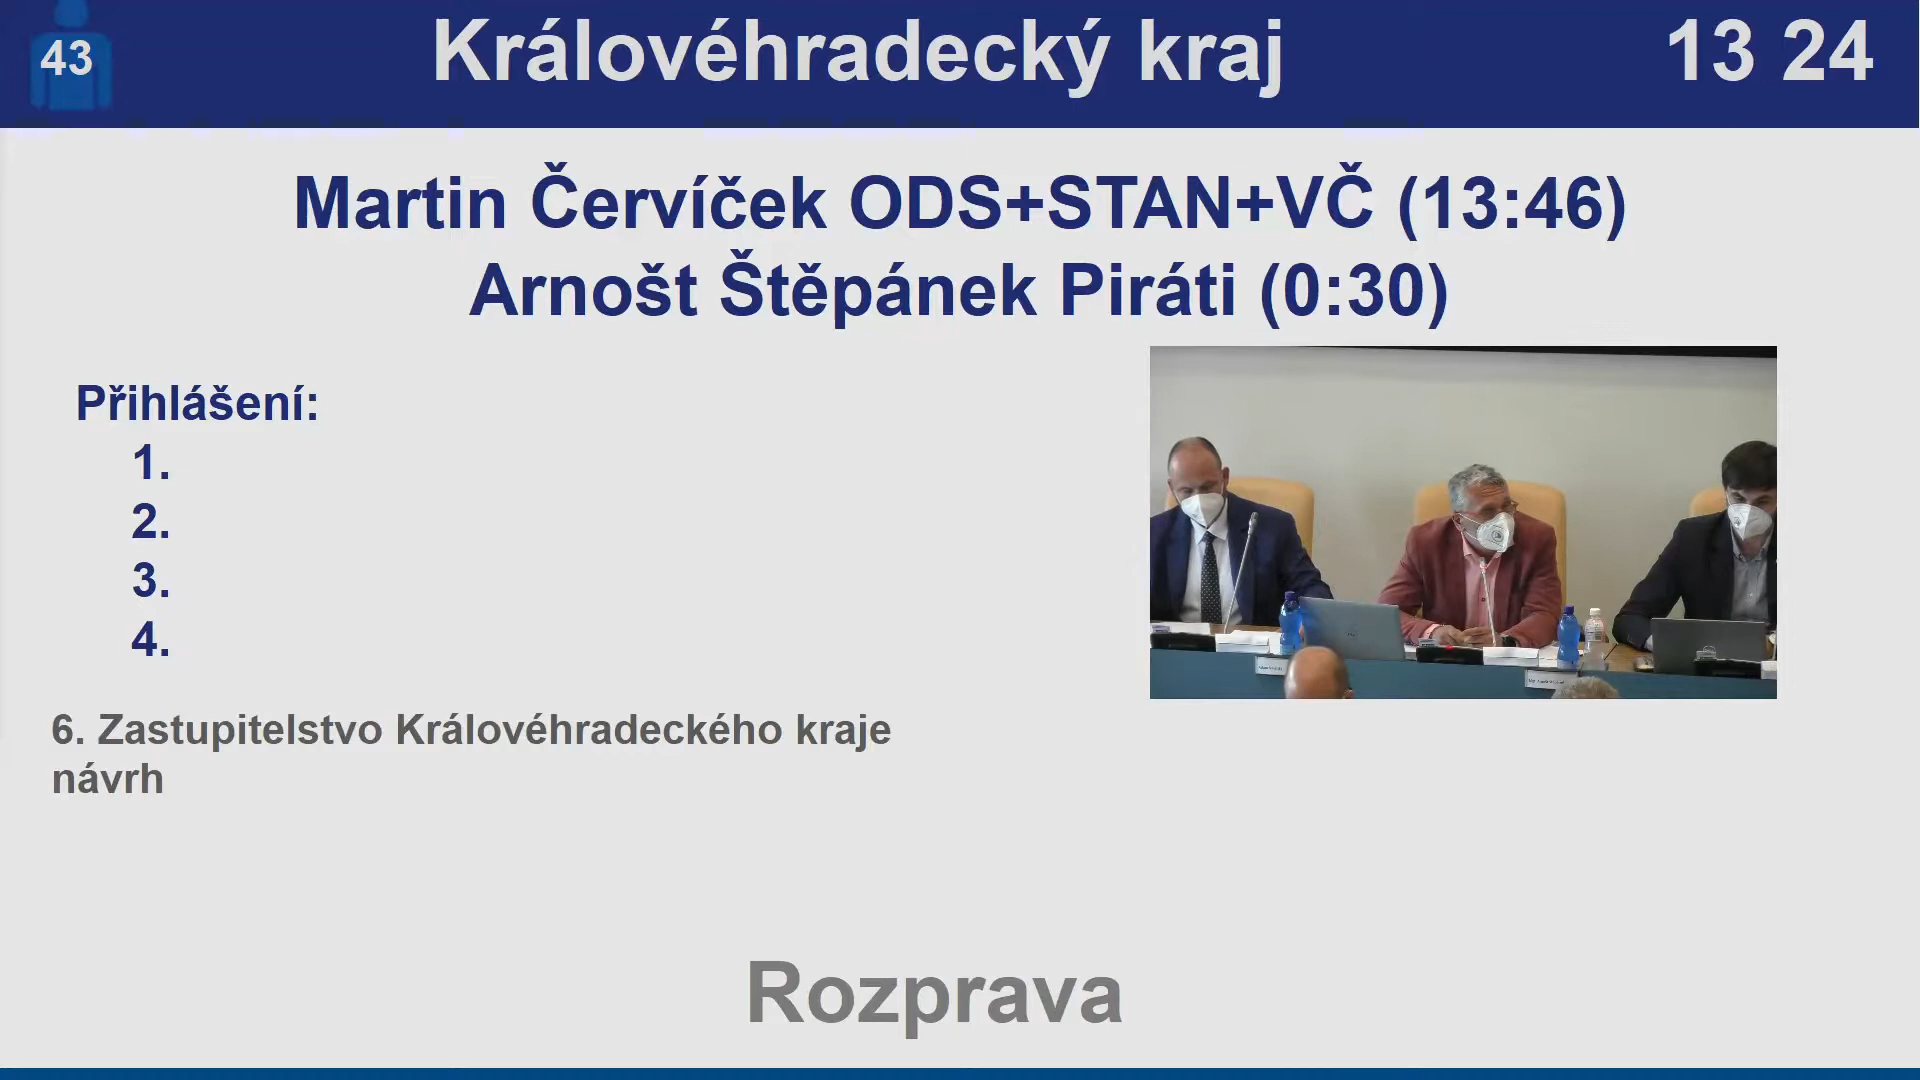 43
Královéhradecký kraj
13 24
Martin Červíček ODS+STAN+VČ (13:46)
Arnošt Štěpánek Piráti (0:30)
Přihlášení:
1.
2.
3.
4.
6. Zastupitelstvo Královéhradeckého kraje
návrh
Rozprava